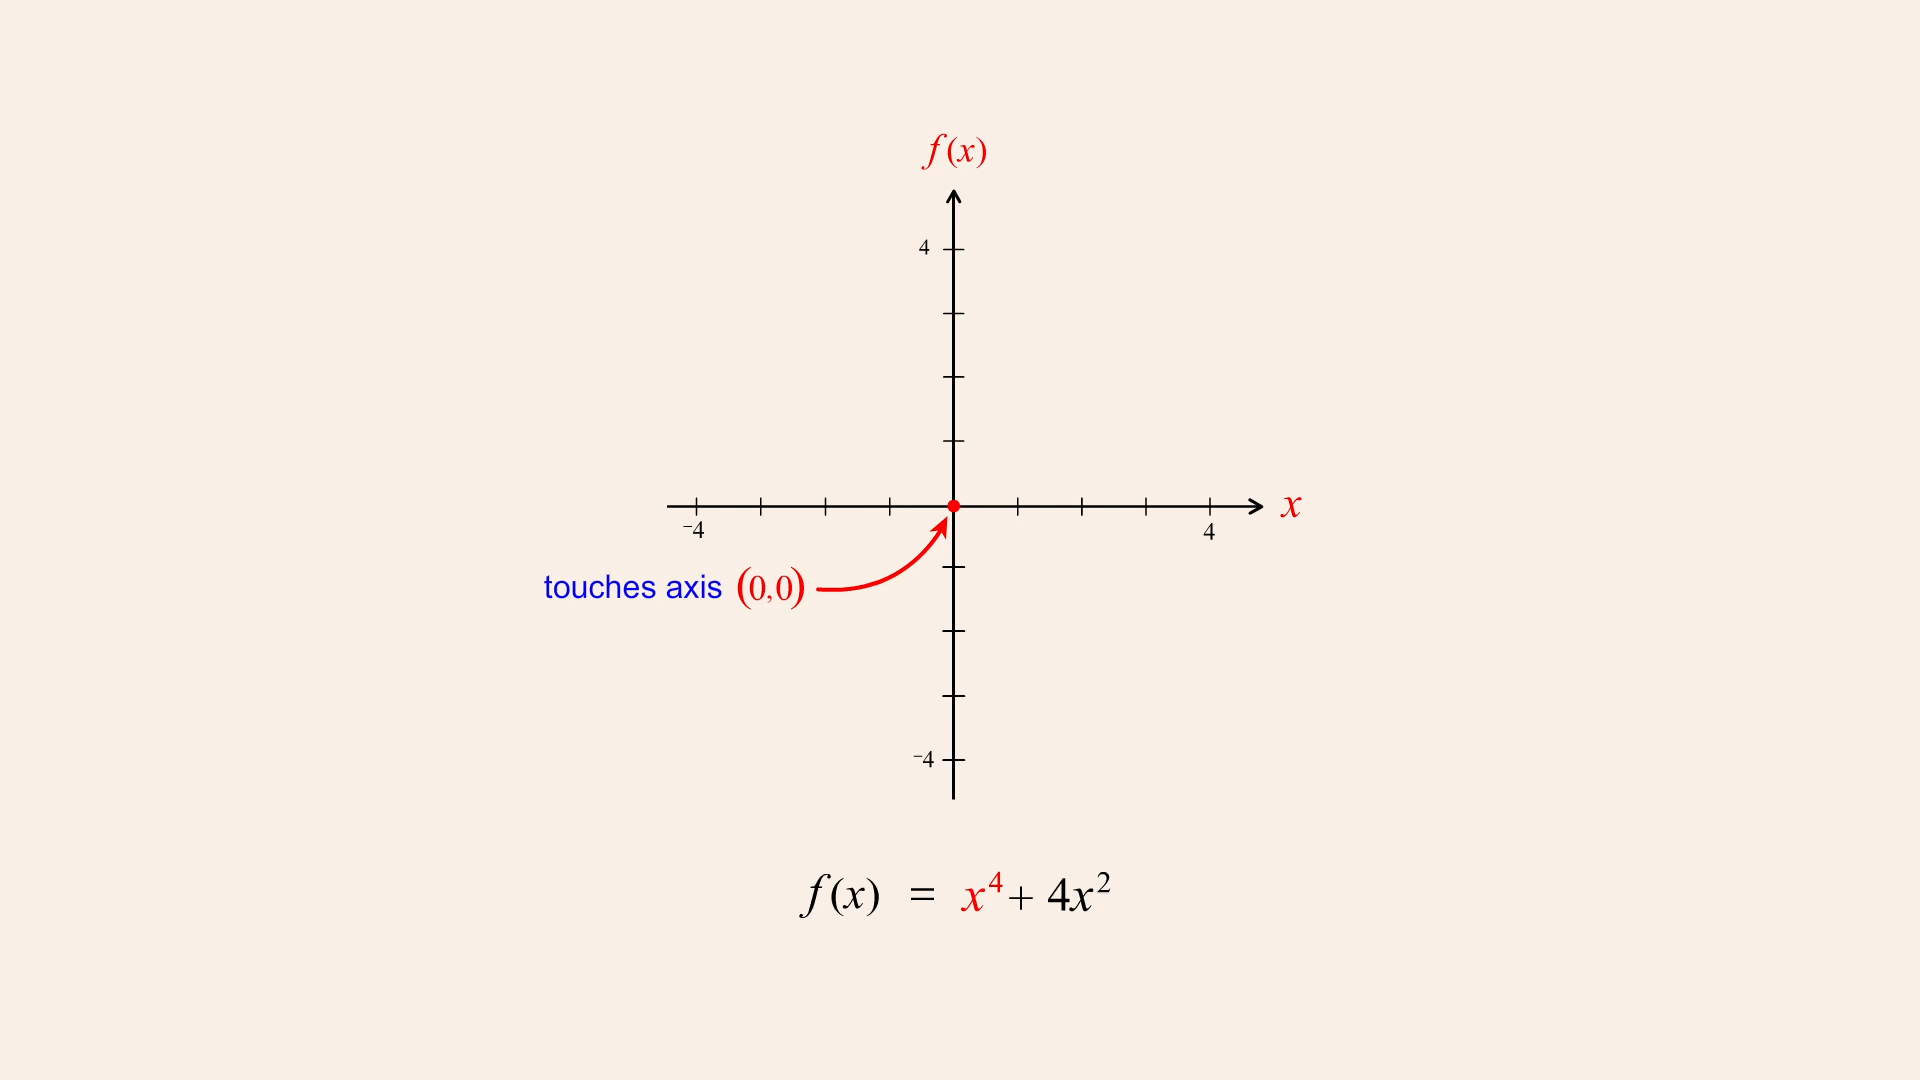 f(x)
4
x
−4 4
touches axis (0,0)
−4
f(x) = x⁴ + 4x²